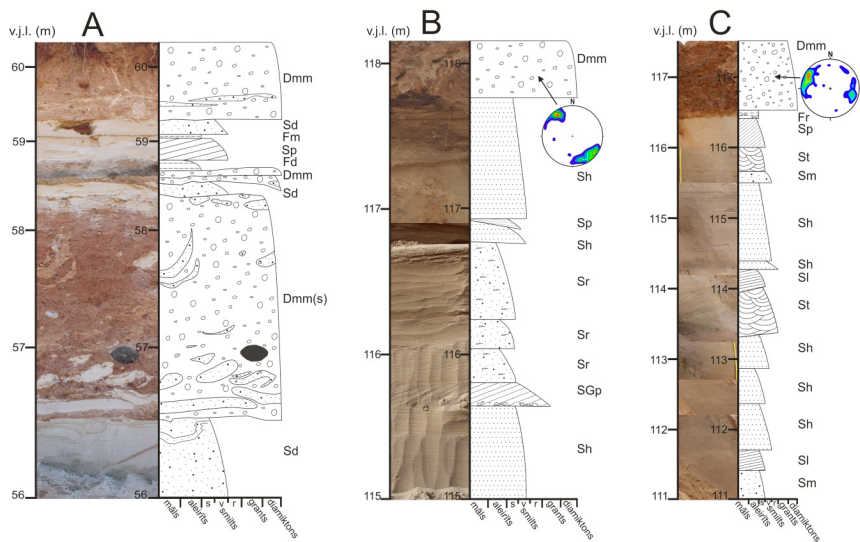 A
v.j.l. (m)
60
60
Dmm
Sd
Fm
59
59
Sp
Fd
Dmm
Sd
58
58
Dmm(s)
57
57
Sd
56
56
māls
aleirīts
s v r
smilts
grants
diamiktons
B
v.j.l. (m)
118
118
Dmm
N
Sh
117
117
Sp
Sh
Sr
Sr
116
116
Sr
SGp
Sh
115
115
māls
aleirīts
s v r
smilts
grants
diamiktons
C
v.j.l. (m)
Dmm
N
117
117
Fr
Sp
116
116
St
Sm
115
115
Sh
Sh
114
114
Sl
St
113
113
Sh
Sh
112
112
Sh
Sl
111
111
Sm
māls
aleirīts
s v r
smilts
grants
diamiktons